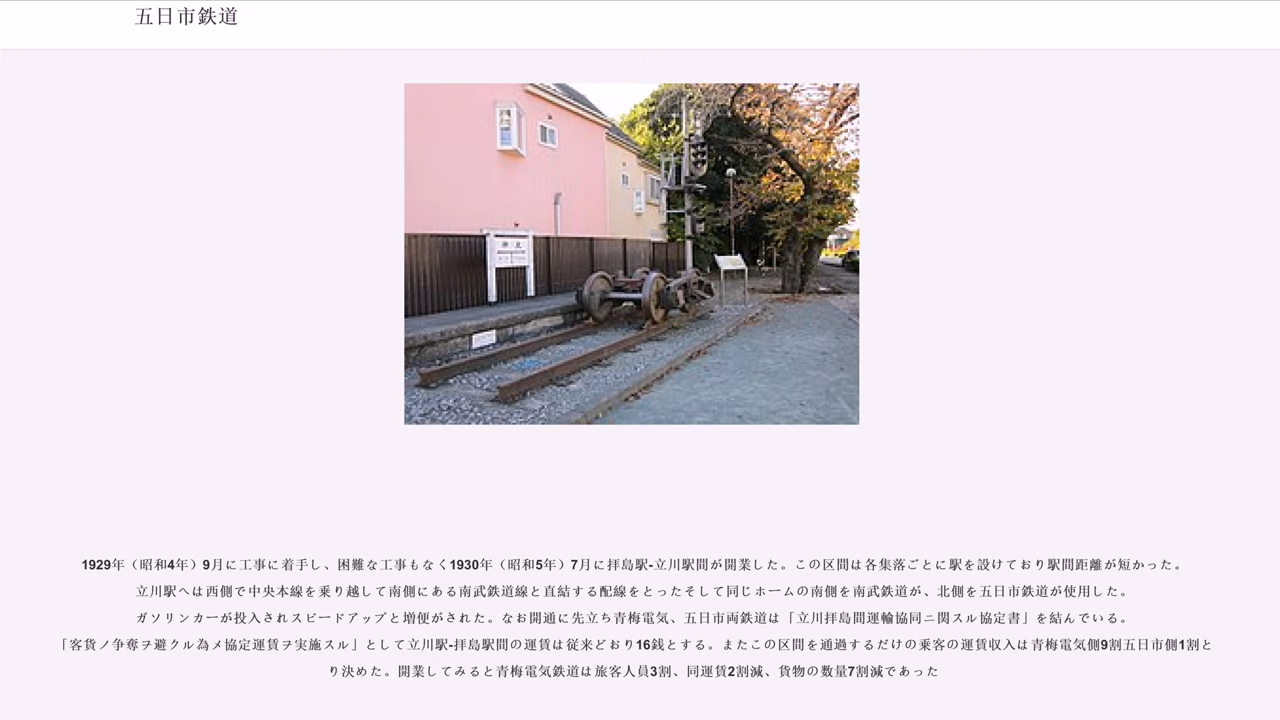 五日市鉄道
1929年（昭和4年）9月に工事に着手し、困難な工事もなく1930年（昭和5年）7月に拝島駅-立川駅間が開業した。この区間は各集落ごとに駅を設けており駅間距離が短かった。
立川駅へは西側で中央本線を乗り越して南側にある南武鉄道線と直結する配線をとったそして同じホームの南側を南武鉄道が、北側を五日市鉄道が使用した。
ガソリンカーが投入されスピードアップと増便がされた。なお開通に先立ち青梅電気、五日市両鉄道は「立川拝島間運輸協同ニ関スル協定書」を結んでいる。
「客貨ノ争奪ヲ避クル為メ協定運賃ヲ実施スル」として立川駅-拝島駅間の運賃は従来どおり16銭とする。またこの区間を通過するだけの乗客の運賃収入は青梅電気側9割五日市側1割と
り決めた。開業してみると青梅電気鉄道は旅客人員3割、同運賃2割減、貨物の数量7割減であった